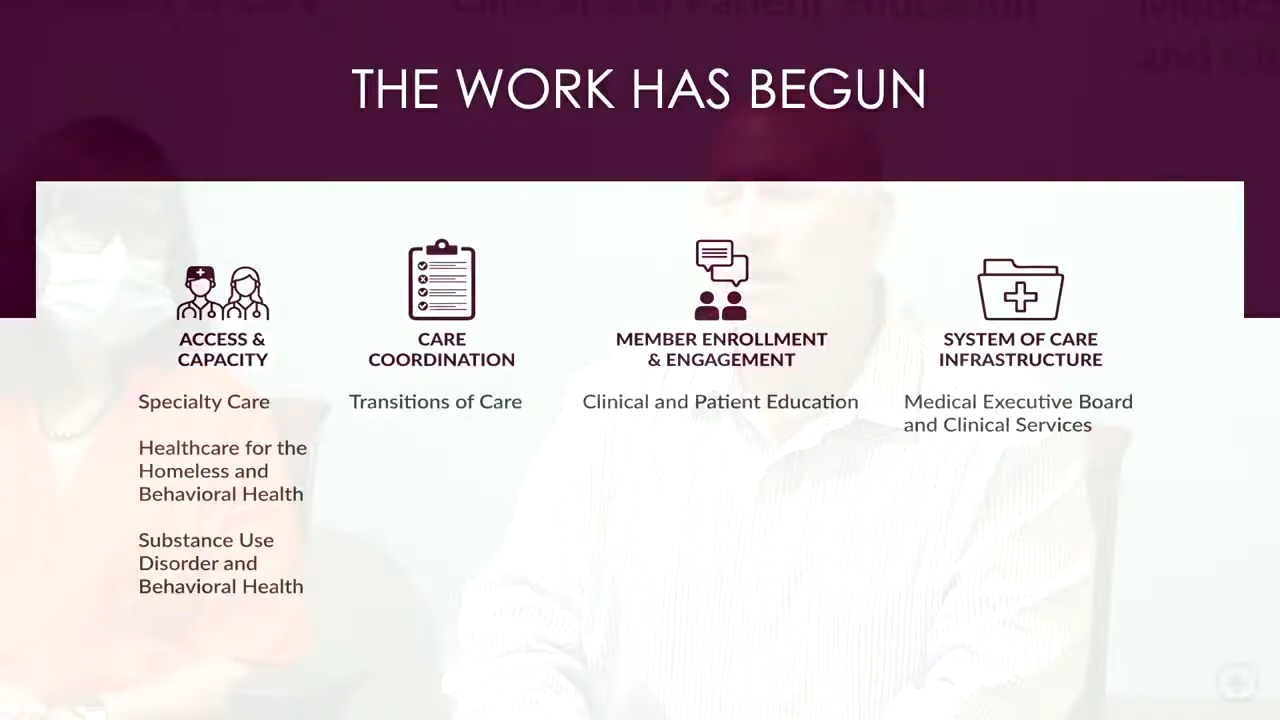 THE WORK HAS BEGUN
ACCESS &
CAPACITY
Specialty Care
Healthcare for the
Homeless and
Behavioral Health
Substance Use
Disorder and
Behavioral Health
CARE
COORDINATION
Transitions of Care
MEMBER ENROLLMENT
& ENGAGEMENT
Clinical and Patient Education
SYSTEM OF CARE
INFRASTRUCTURE
Medical Executive Board
and Clinical Services